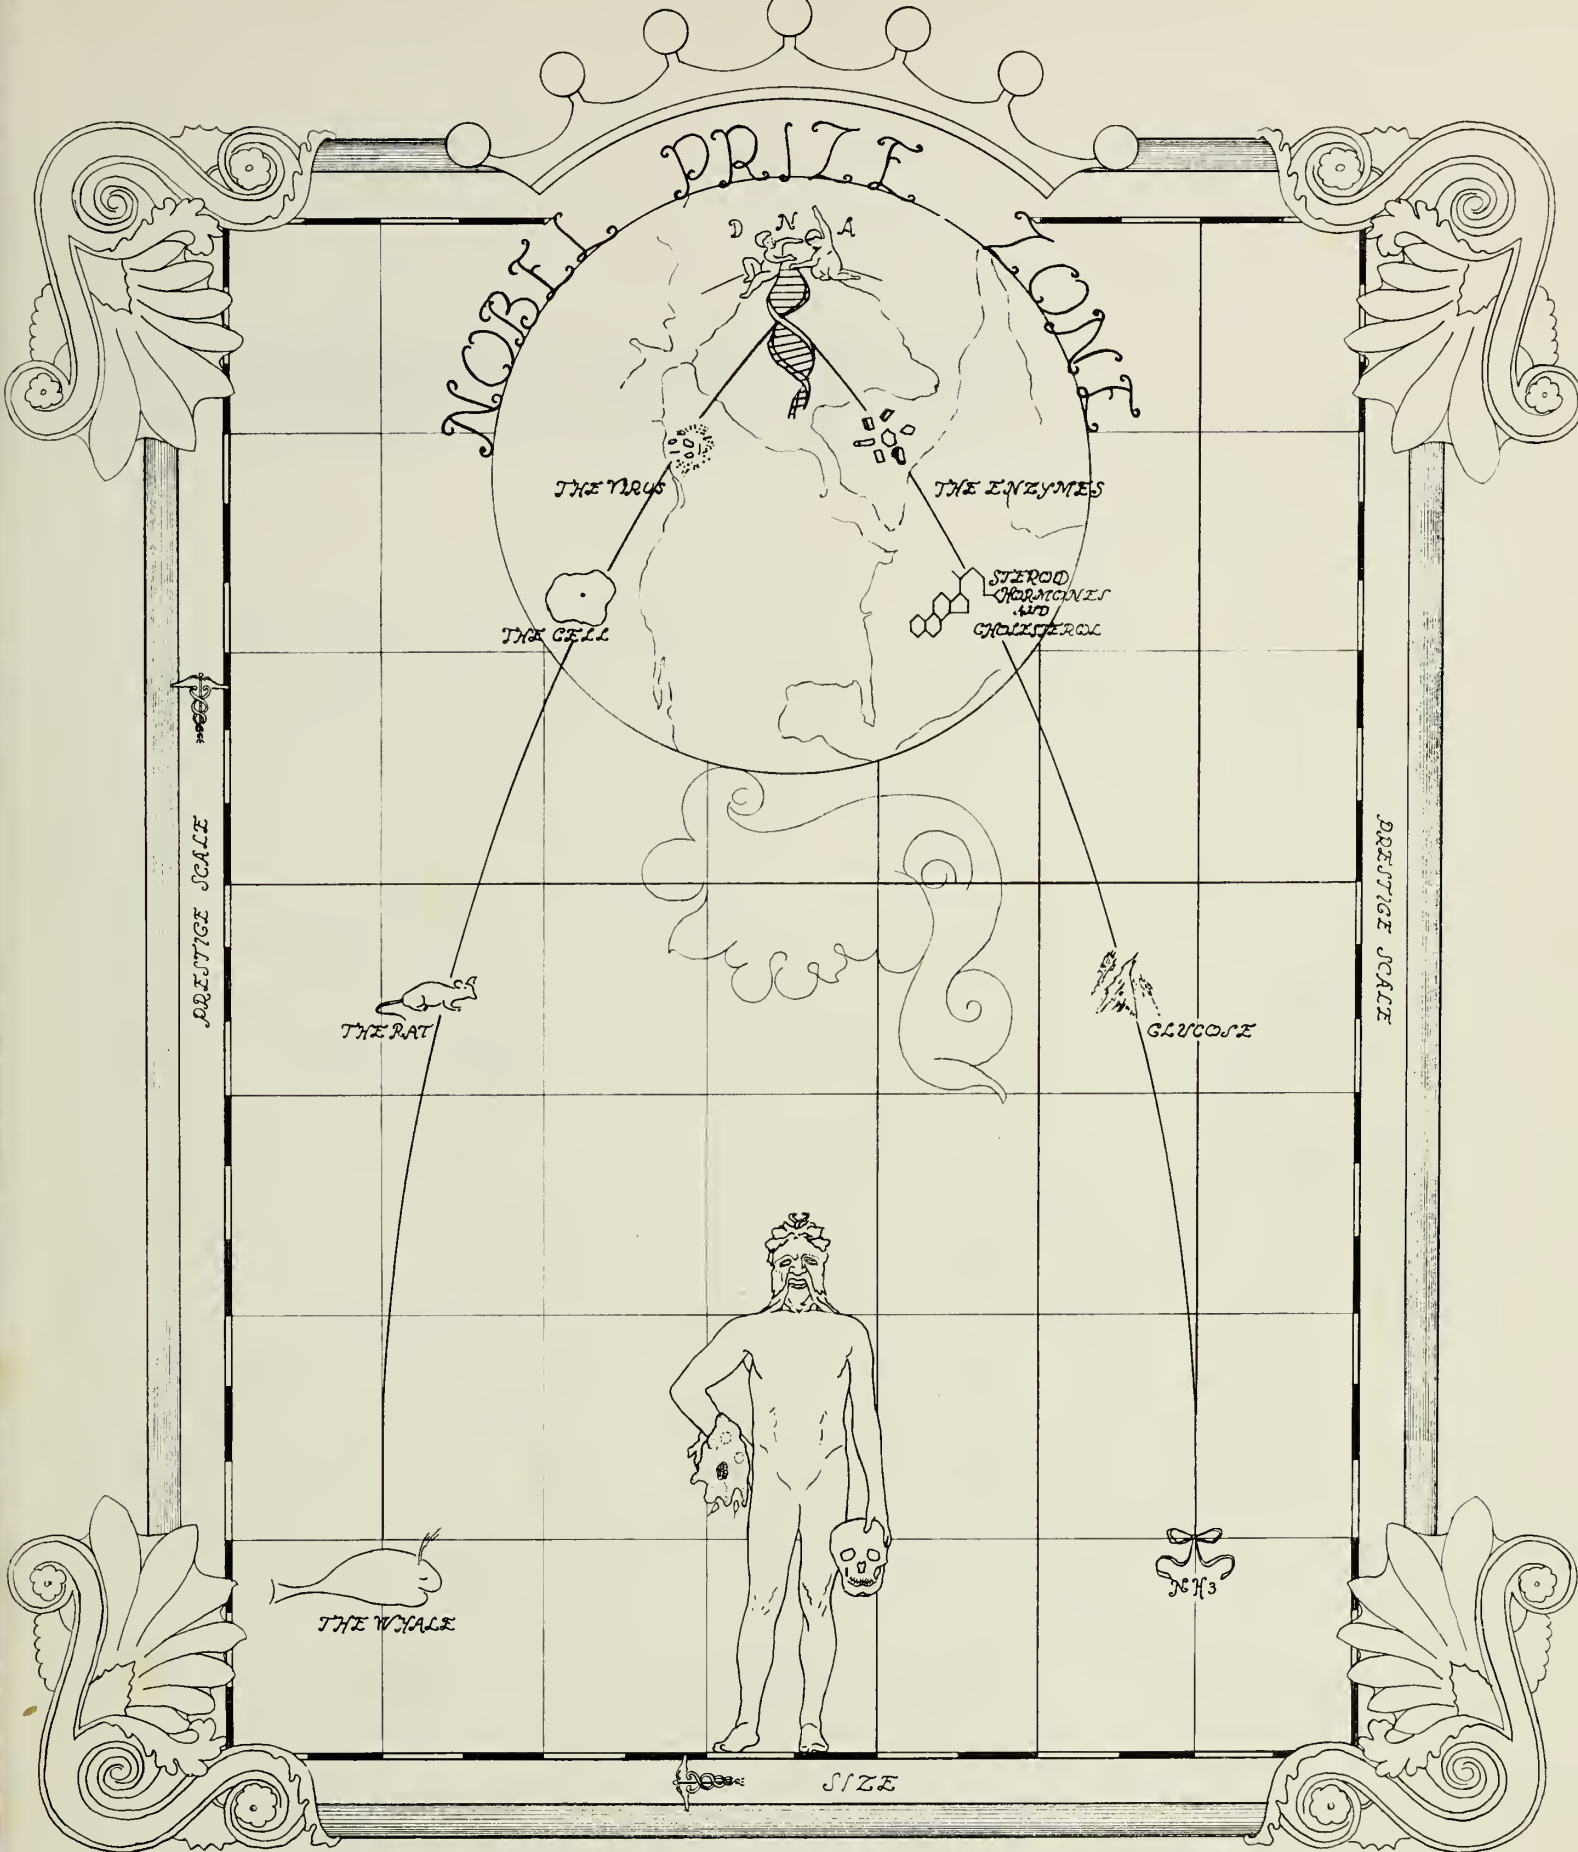 NOBEL PRIZE ZONE
D N A
THE VIRUS
THE ENZYMES
STEROID
HORMONES
AND
CHOLESTEROL
THE CELL
PRESTIGE SCALE
PRESTIGE SCALE
THE RAT
GLUCOSE
NH3
THE WHALE
SIZE